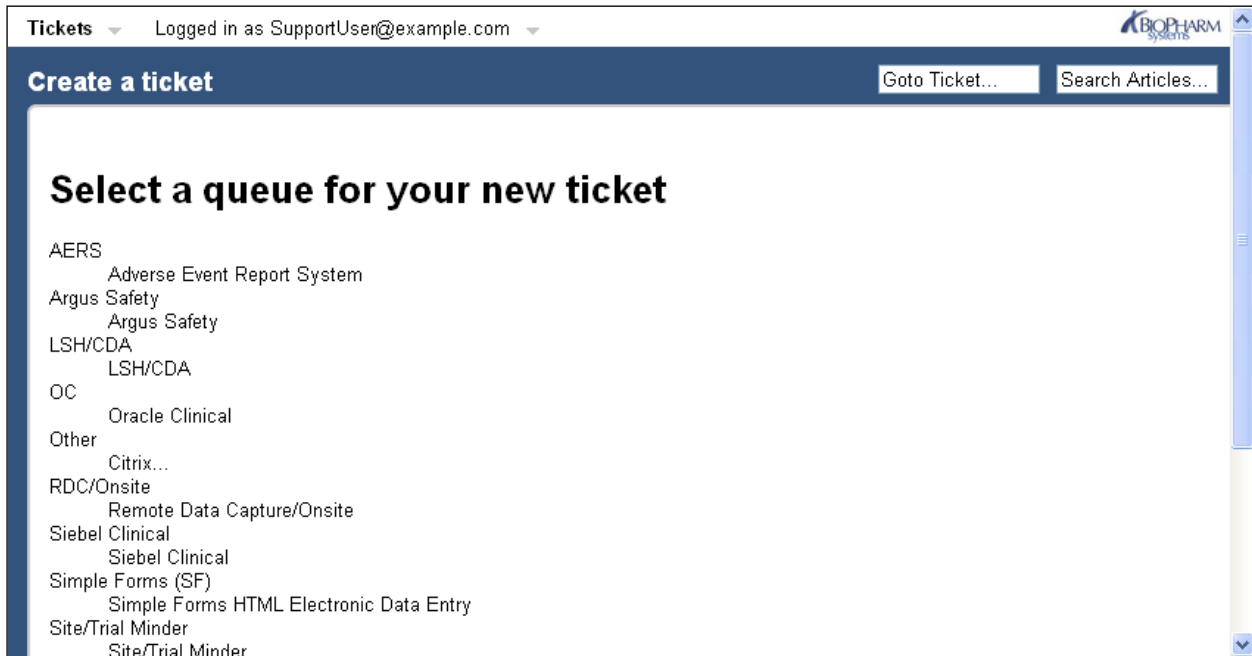 Tickets Logged in as SupportUser@example.com BIOPHARM systems
Create a ticket Goto Ticket... Search Articles...
Select a queue for your new ticket
AERS
Adverse Event Report System
Argus Safety
Argus Safety
LSH/CDA
LSH/CDA
OC
Oracle Clinical
Other
Citrix...
RDC/Onsite
Remote Data Capture/Onsite
Siebel Clinical
Siebel Clinical
Simple Forms (SF)
Simple Forms HTML Electronic Data Entry
Site/Trial Minder
Site/Trial Minder